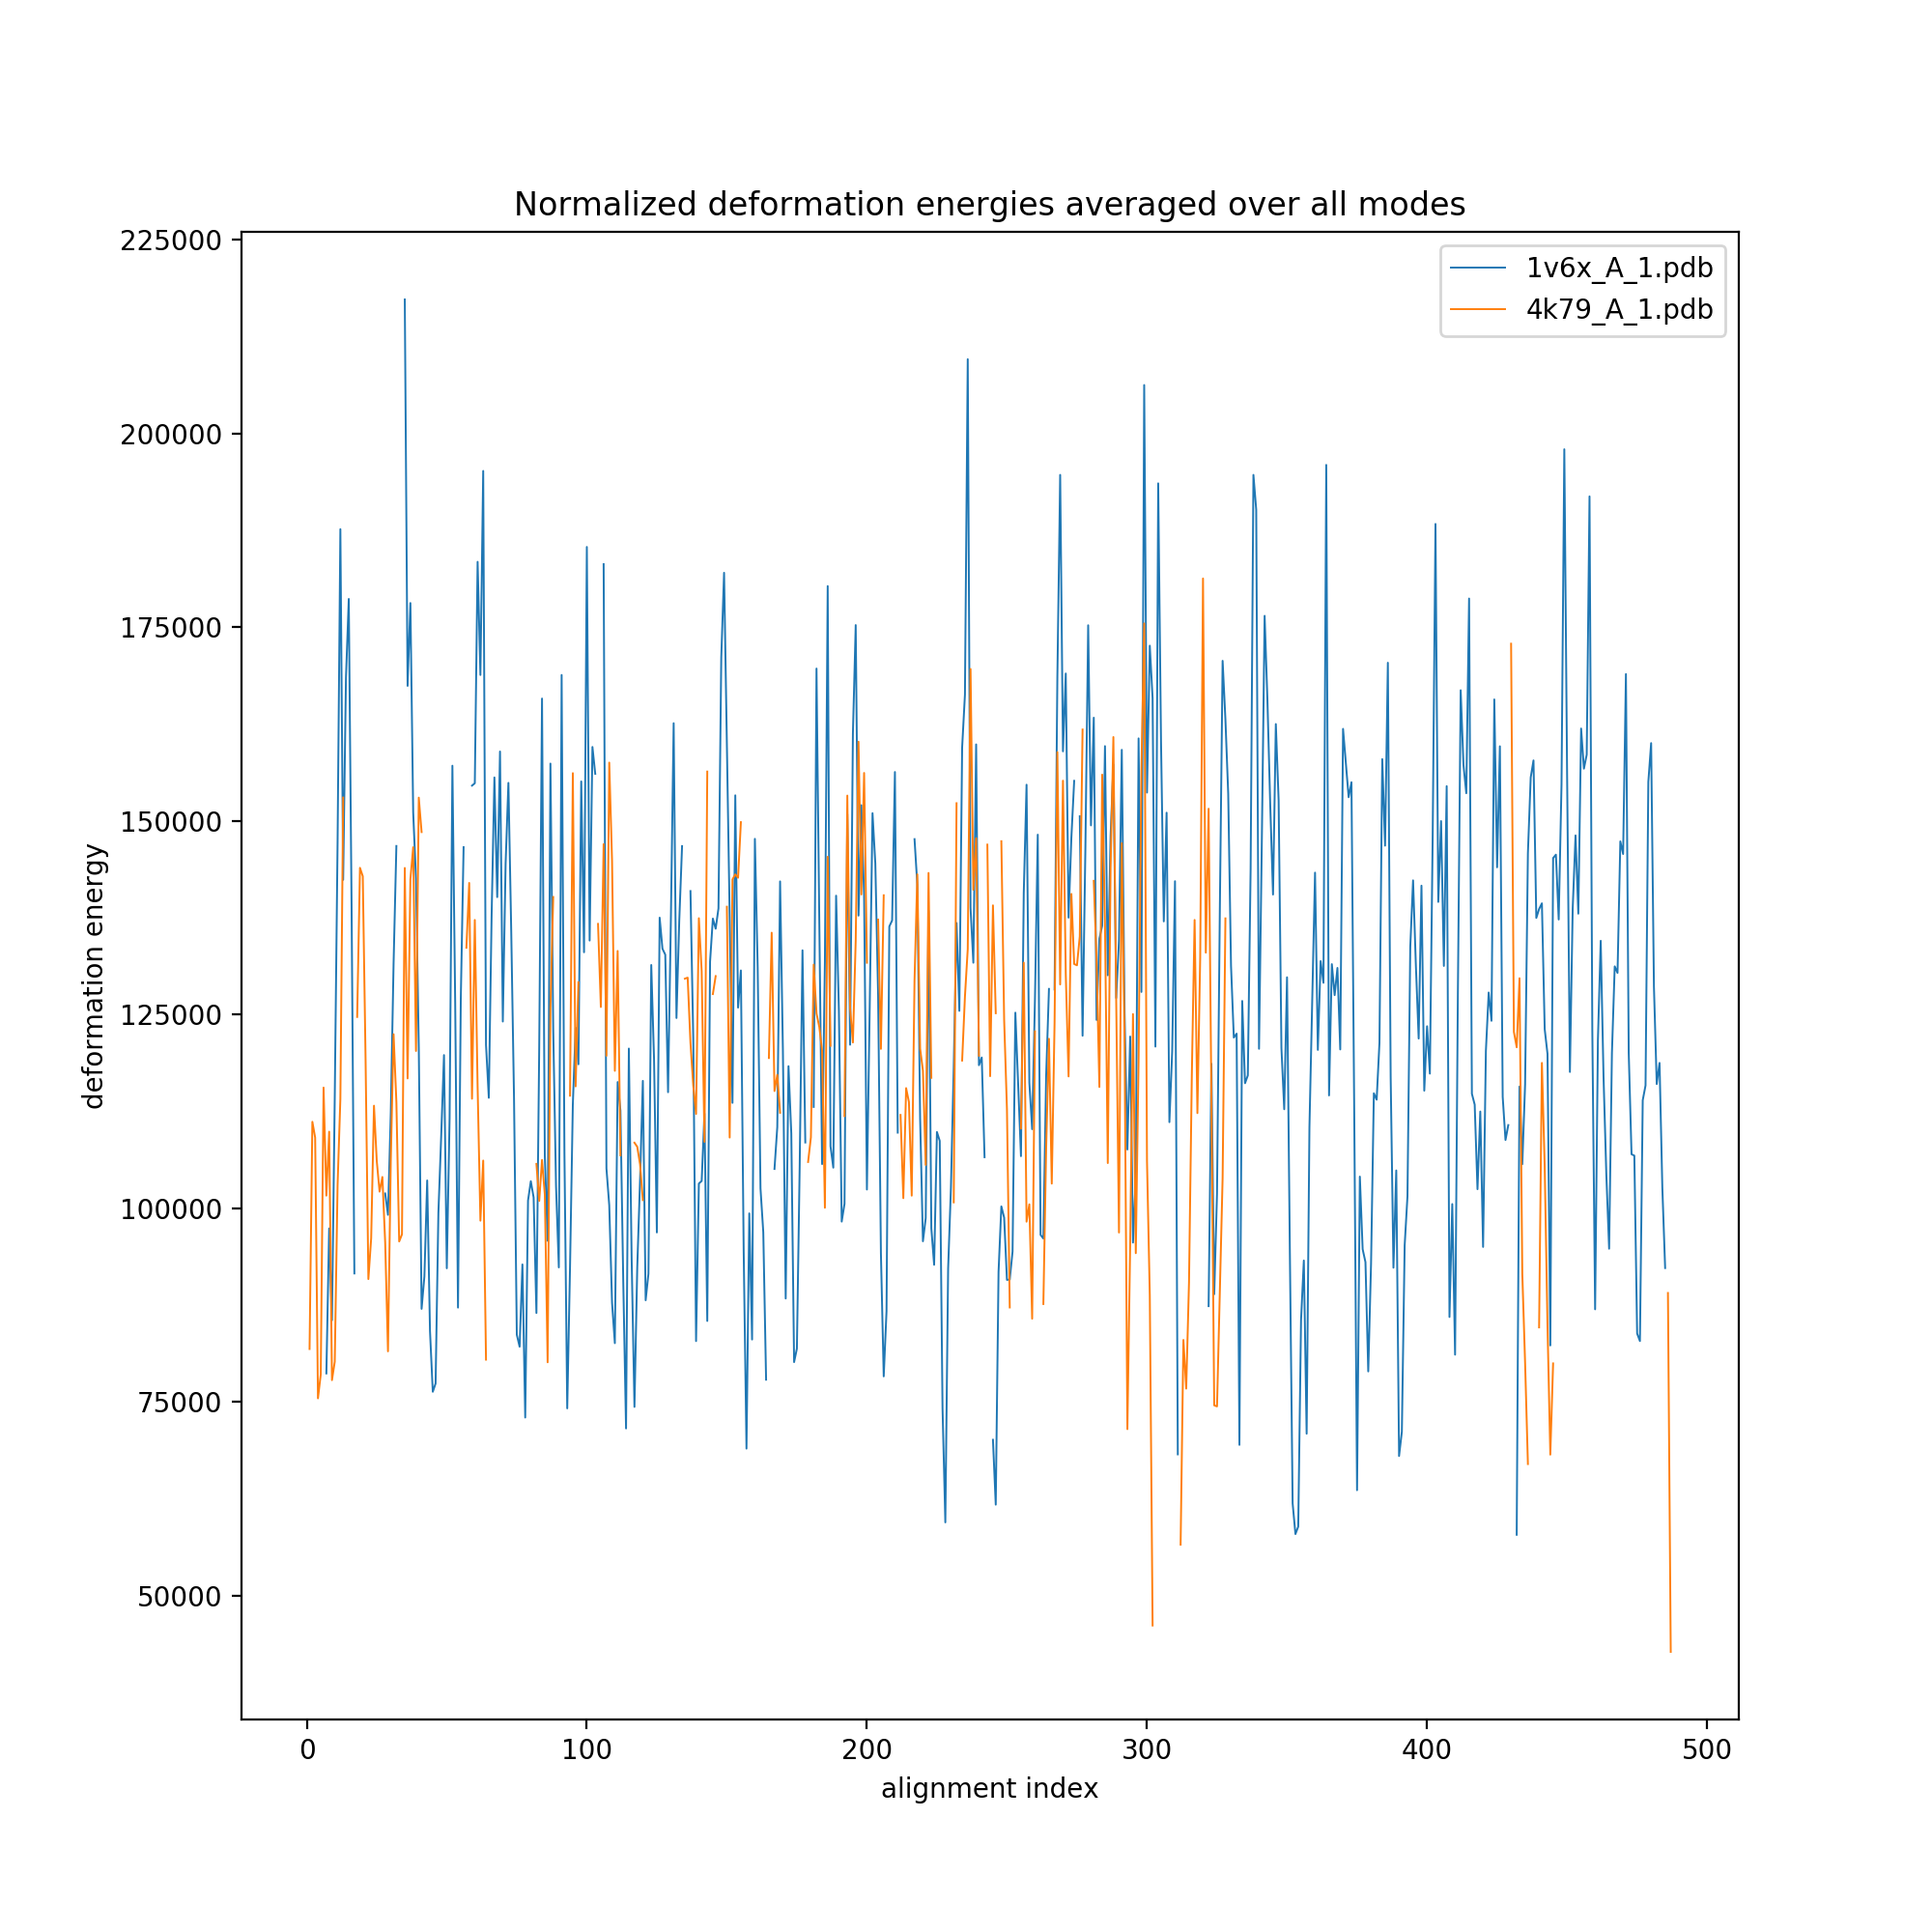 Normalized deformation energies averaged over all modes
225000
200000
175000
150000
125000
100000
75000
50000
deformation energy
1v6x_A_1.pdb
4k79_A_1.pdb
0 100 200 300 400 500
alignment index